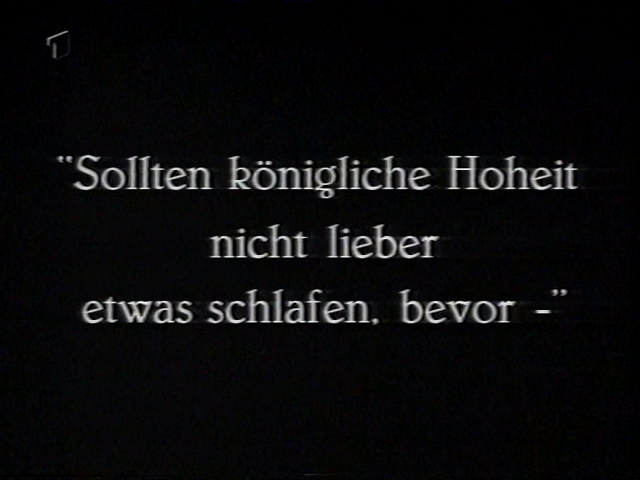 “Sollten königliche Hoheit
nicht lieber
etwas schlafen, bevor -”